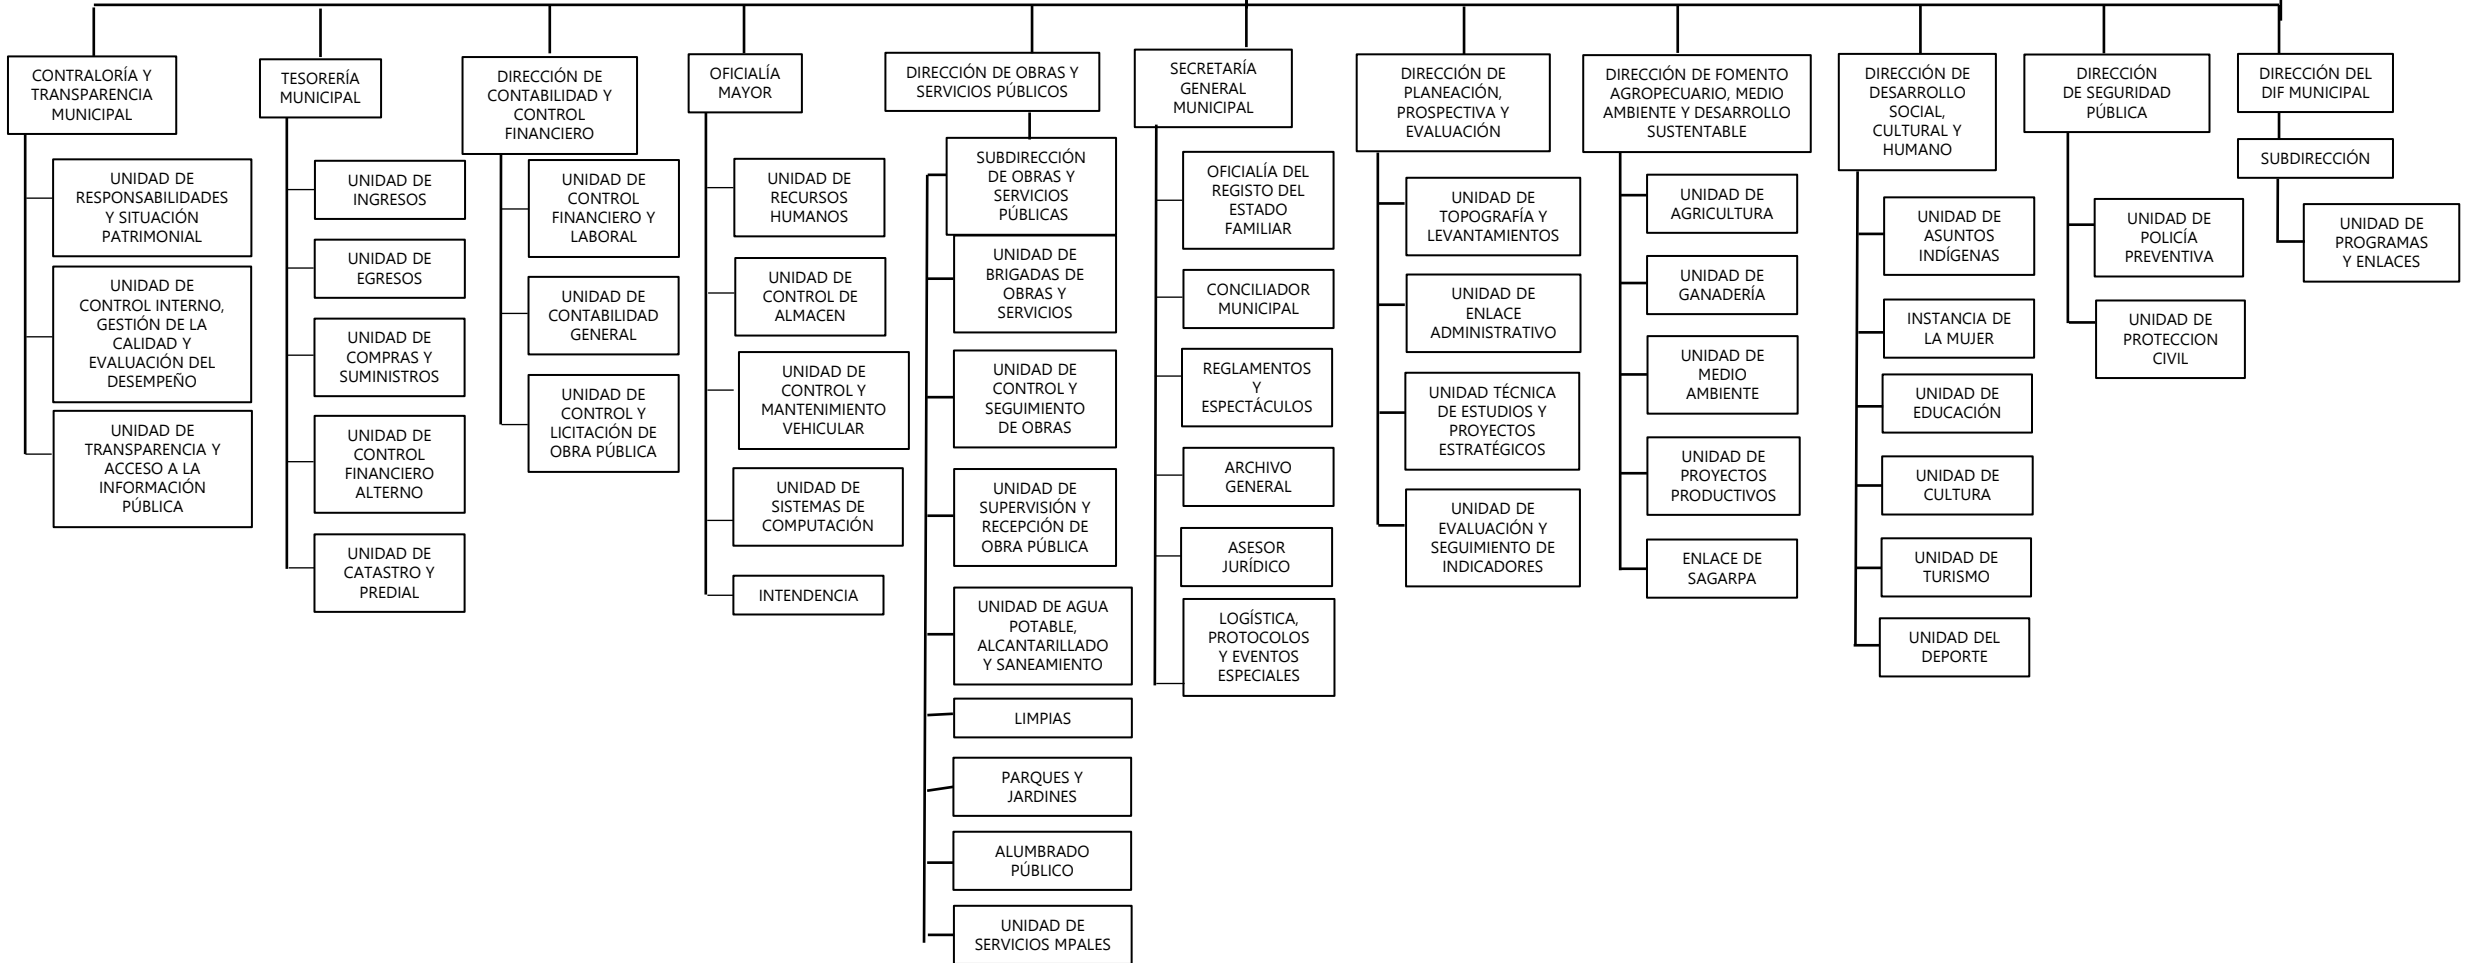 CONTRALORÍA Y
TRANSPARENCIA
MUNICIPAL
UNIDAD DE
RESPONSABILIDADES
Y SITUACIÓN
PATRIMONIAL
UNIDAD DE
CONTROL INTERNO,
GESTIÓN DE LA
CALIDAD Y
EVALUACIÓN DEL
DESEMPEÑO
UNIDAD DE
TRANSPARENCIA Y
ACCESO A LA
INFORMACIÓN
PÚBLICA
TESORERÍA
MUNICIPAL
UNIDAD DE
INGRESOS
UNIDAD DE
EGRESOS
UNIDAD DE
COMPRAS Y
SUMINISTROS
UNIDAD DE
CONTROL
FINANCIERO
ALTERNO
UNIDAD DE
CATASTRO Y
PREDIAL
DIRECCIÓN DE
CONTABILIDAD Y
CONTROL
FINANCIERO
UNIDAD DE
CONTROL
FINANCIERO Y
LABORAL
UNIDAD DE
CONTABILIDAD
GENERAL
UNIDAD DE
CONTROL Y
LICITACIÓN DE
OBRA PÚBLICA
OFICIALÍA
MAYOR
UNIDAD DE
RECURSOS
HUMANOS
UNIDAD DE
CONTROL DE
ALMACEN
UNIDAD DE
CONTROL Y
MANTENIMIENTO
VEHICULAR
UNIDAD DE
SISTEMAS DE
COMPUTACIÓN
INTENDENCIA
DIRECCIÓN DE OBRAS Y
SERVICIOS PÚBLICOS
SUBDIRECCIÓN
DE OBRAS Y
SERVICIOS
PÚBLICAS
UNIDAD DE
BRIGADAS DE
OBRAS Y
SERVICIOS
UNIDAD DE
CONTROL Y
SEGUIMIENTO
DE OBRAS
UNIDAD DE
SUPERVISIÓN Y
RECEPCIÓN DE
OBRA PÚBLICA
UNIDAD DE AGUA
POTABLE,
ALCANTARILLADO
Y SANEAMIENTO
LIMPIAS
PARQUES Y
JARDINES
ALUMBRADO
PÚBLICO
UNIDAD DE
SERVICIOS MPALES
SECRETARÍA
GENERAL
MUNICIPAL
OFICIALÍA DEL
REGISTO DEL
ESTADO
FAMILIAR
CONCILIADOR
MUNICIPAL
REGLAMENTOS
Y
ESPECTÁCULOS
ARCHIVO
GENERAL
ASESOR
JURÍDICO
LOGÍSTICA,
PROTOCOLOS
Y EVENTOS
ESPECIALES
DIRECCIÓN DE
PLANEACIÓN,
PROSPECTIVA Y
EVALUACIÓN
UNIDAD DE
TOPOGRAFÍA Y
LEVANTAMIENTOS
UNIDAD DE
ENLACE
ADMINISTRATIVO
UNIDAD TÉCNICA
DE ESTUDIOS Y
PROYECTOS
ESTRATÉGICOS
UNIDAD DE
EVALUACIÓN Y
SEGUIMIENTO DE
INDICADORES
DIRECCIÓN DE FOMENTO
AGROPECUARIO, MEDIO
AMBIENTE Y DESARROLLO
SUSTENTABLE
UNIDAD DE
AGRICULTURA
UNIDAD DE
GANADERÍA
UNIDAD DE
MEDIO
AMBIENTE
UNIDAD DE
PROYECTOS
PRODUCTIVOS
ENLACE DE
SAGARPA
DIRECCIÓN DE
DESARROLLO
SOCIAL,
CULTURAL Y
HUMANO
UNIDAD DE
ASUNTOS
INDÍGENAS
INSTANCIA DE
LA MUJER
UNIDAD DE
EDUCACIÓN
UNIDAD DE
CULTURA
UNIDAD DE
TURISMO
UNIDAD DEL
DEPORTE
DIRECCIÓN
DE SEGURIDAD
PÚBLICA
UNIDAD DE
POLICÍA
PREVENTIVA
UNIDAD DE
PROTECCION
CIVIL
DIRECCIÓN DEL
DIF MUNICIPAL
SUBDIRECCIÓN
UNIDAD DE
PROGRAMAS
Y ENLACES